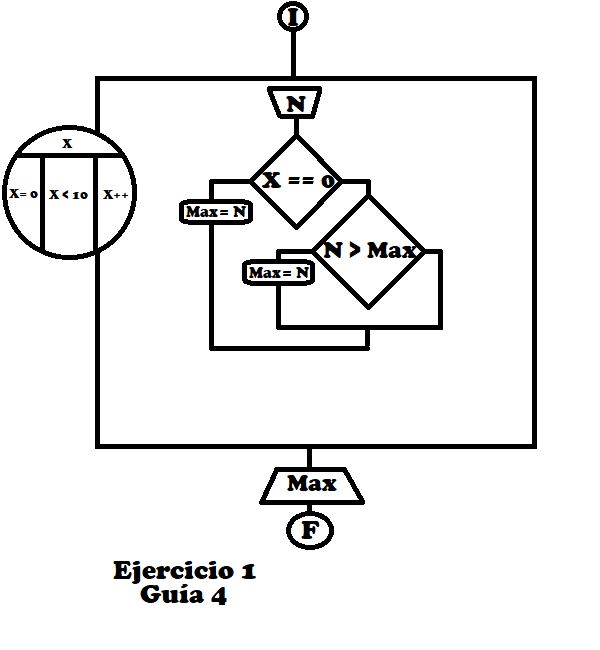 I
N
X
X= 0
X < 10
X++
X == 0
Max= N
N > Max
Max= N
Max
F
Ejercicio 1
Guía 4